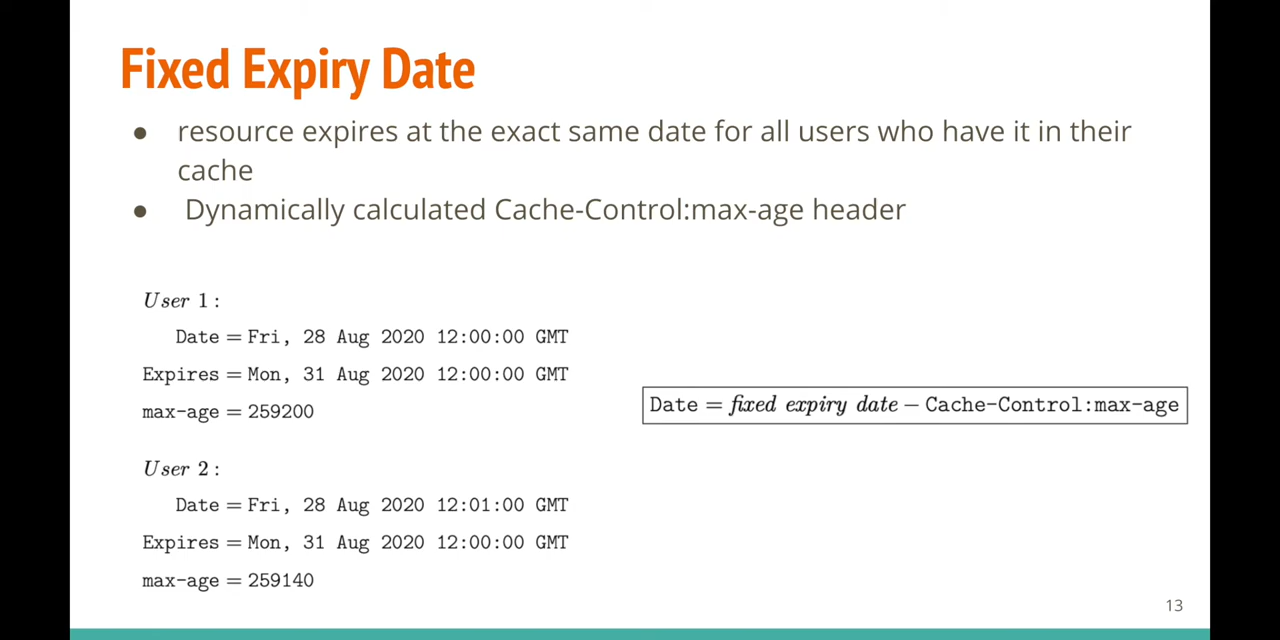 Fixed Expiry Date
● resource expires at the exact same date for all users who have it in their
cache
● Dynamically calculated Cache-Control:max-age header
User 1 :
Date = Fri, 28 Aug 2020 12:00:00 GMT
Expires = Mon, 31 Aug 2020 12:00:00 GMT
max-age = 259200
Date = fixed expiry date − Cache-Control:max-age
User 2 :
Date = Fri, 28 Aug 2020 12:01:00 GMT
Expires = Mon, 31 Aug 2020 12:00:00 GMT
max-age = 259140
13